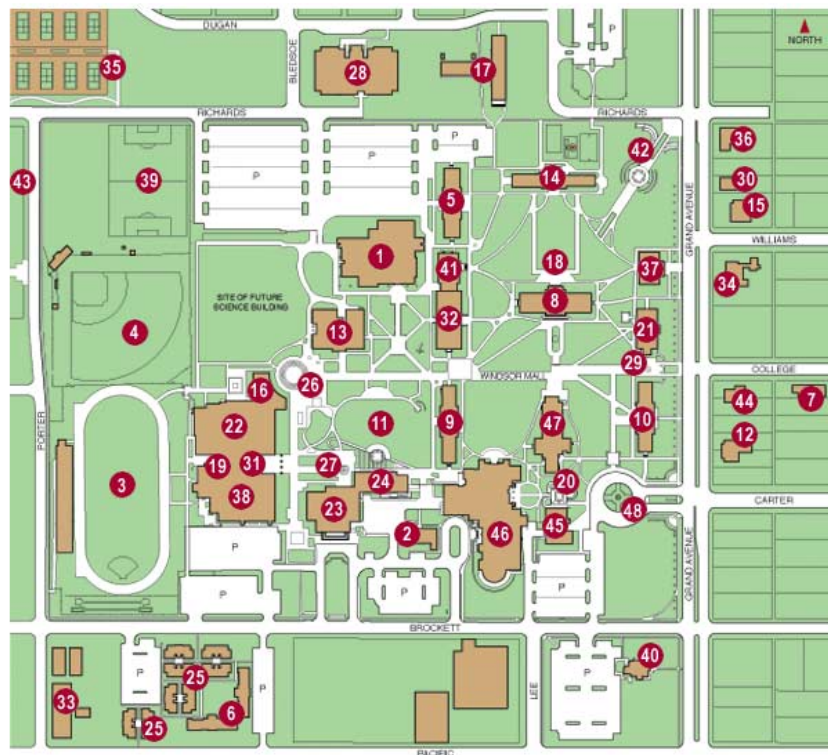 DUGAN
P
NORTH
BLEDSOE
35
28
17
RICHARDS
RICHARDS
P
P
P
42
36
43
39
14
30
5
15
GRAND AVENUE
WILLIAMS
1
41
18
37
34
SITE OF FUTURE
SCIENCE BUILDING
8
4
13
32
21
29
COLLEGE
WINDSOR MALL
16
26
44
7
PORTER
22
11
9
47
10
12
19
31
27
3
24
20
CARTER
38
23
48
2
46
45
P
P
P
P
GRAND AVENUE
BROCKETT
P
25
P
P
40
33
6
LEE
25
PACIFIC